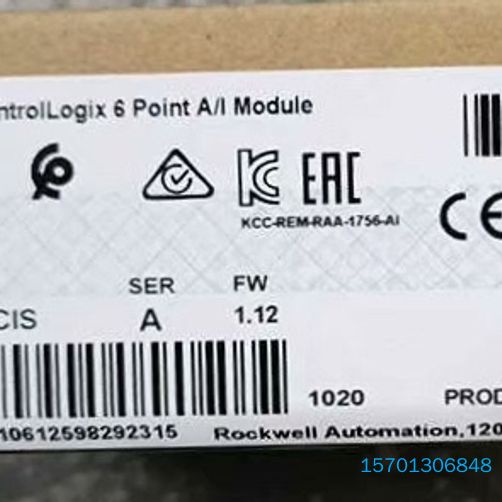 ntrolLogix 6 Point A/I Module
EAC
KCC-REM-RAA-1756-AI
CE
SER FW
CIS A 1.12
1020 PROD
10612598292315 Rockwell Automation,120
15701306848